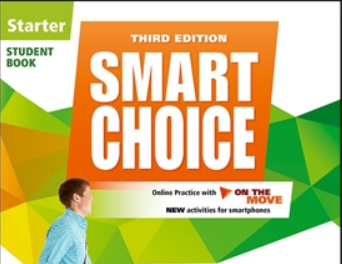 Starter
STUDENT
BOOK
THIRD EDITION
SMART
CHOICE
Online Practice with ON THE
MOVE
NEW activities for smartphones